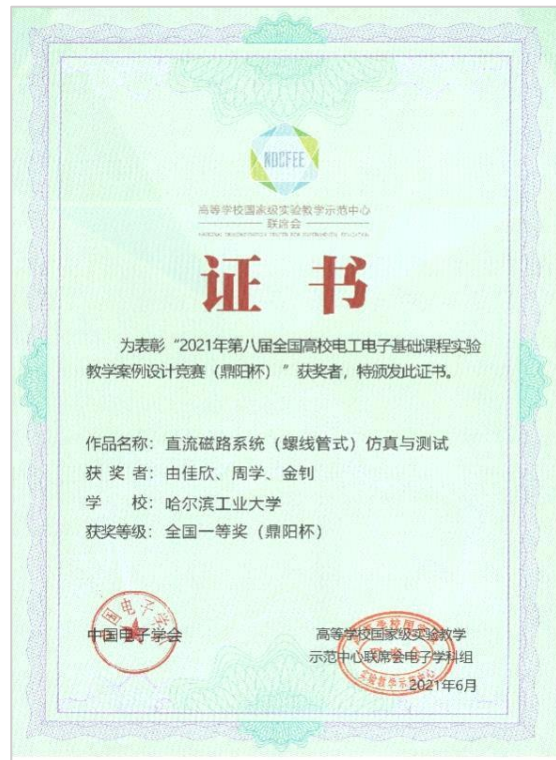 NDCFEE
高等学校国家级实验教学示范中心
联席会
NATIONAL DEMONSTRATION CENTER FOR EXPERIMENTAL EDUCATION
证 书
为表彰“2021年第八届全国高校电工电子基础课程实验
教学案例设计竞赛（鼎阳杯）”获奖者，特颁发此证书。
作品名称：直流磁路系统（螺线管式）仿真与测试
获 奖 者：由佳欣、周学、金钊
学 校：哈尔滨工业大学
获奖等级：全国一等奖（鼎阳杯）
中国电子学会
高等学校国家级实验教学
示范中心联席会电子学科组
2021年6月